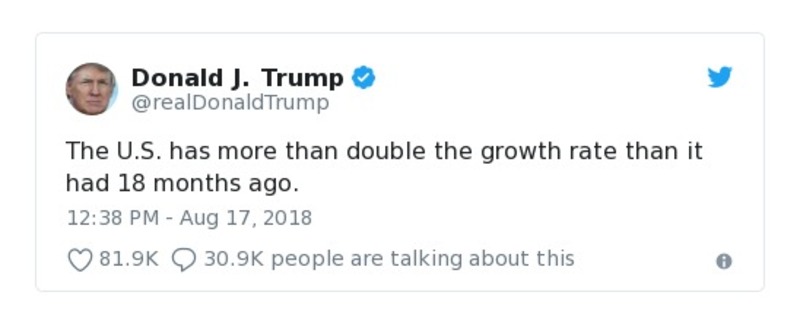 Donald J. Trump
@realDonaldTrump
The U.S. has more than double the growth rate than it
had 18 months ago.
12:38 PM - Aug 17, 2018
81.9K 30.9K people are talking about this